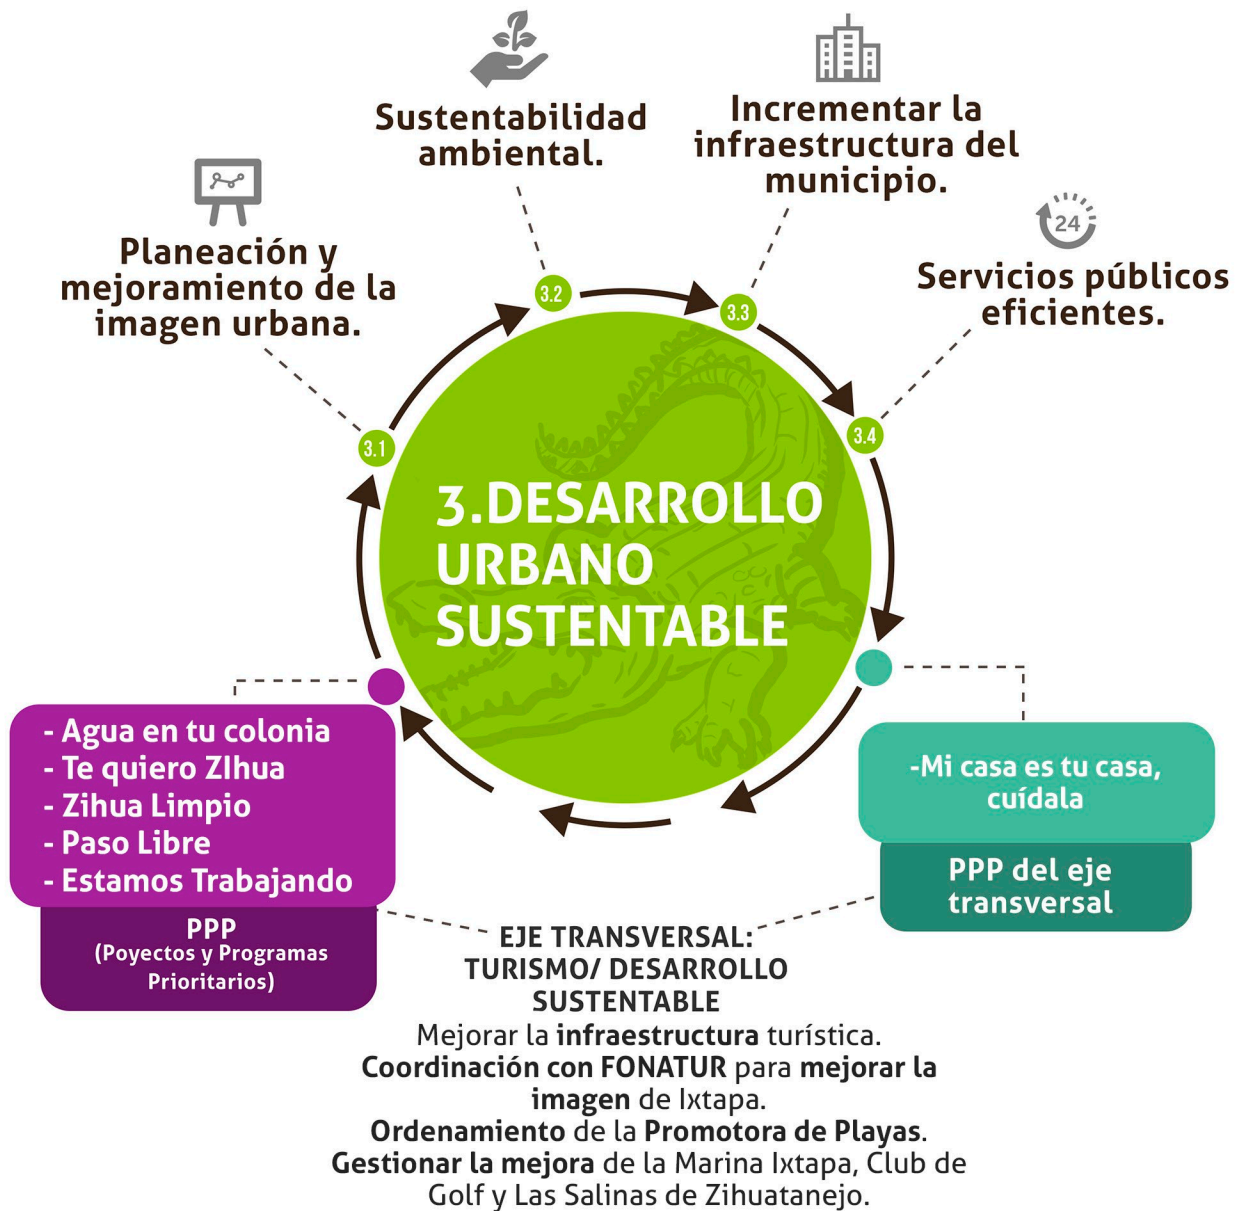 Sustentabilidad
ambiental.
Incrementar la
infraestructura del
municipio.
Planeación y
mejoramiento de la
imagen urbana.
24
Servicios públicos
eficientes.
3.1
3.2
3.3
3.4
3.DESARROLLO
URBANO
SUSTENTABLE
- Agua en tu colonia
- Te quiero ZIhua
- Zihua Limpio
- Paso Libre
- Estamos Trabajando
PPP
(Poyectos y Programas
Prioritarios)
-Mi casa es tu casa,
cuídala
PPP del eje
transversal
EJE TRANSVERSAL:
TURISMO/ DESARROLLO
SUSTENTABLE
Mejorar la infraestructura turística.
Coordinación con FONATUR para mejorar la
imagen de Ixtapa.
Ordenamiento de la Promotora de Playas.
Gestionar la mejora de la Marina Ixtapa, Club de
Golf y Las Salinas de Zihuatanejo.